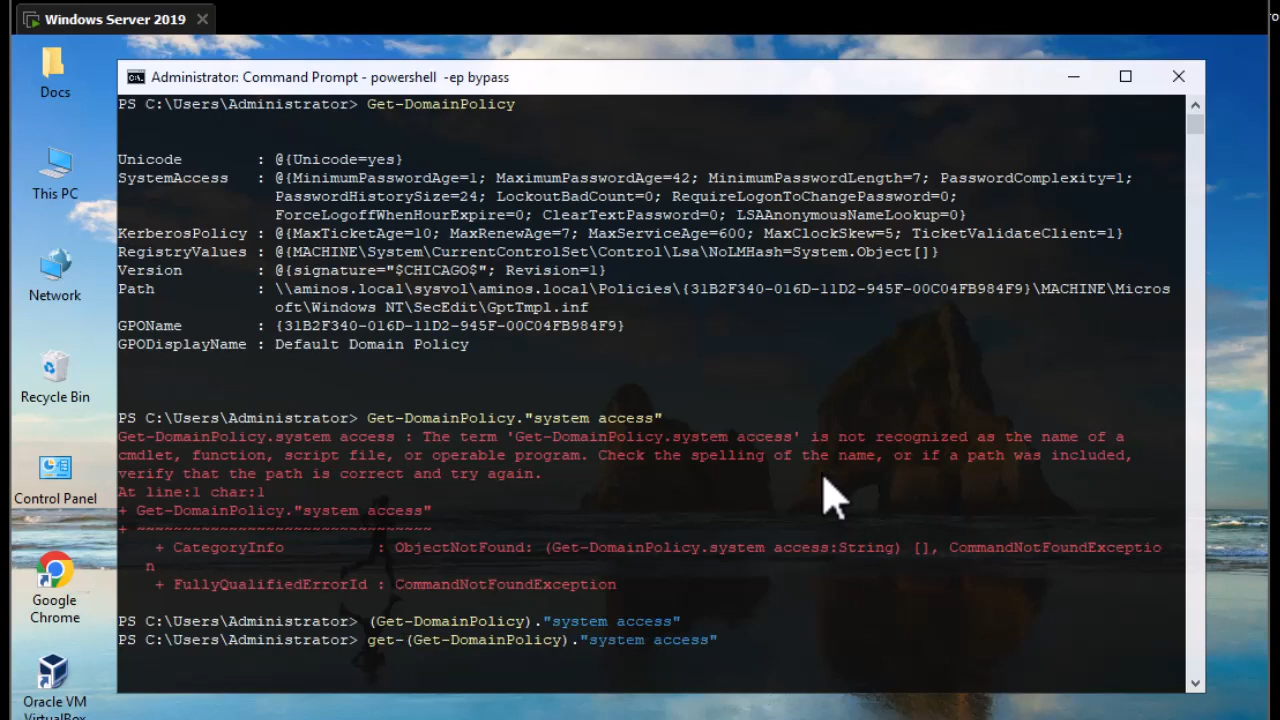 Windows Server 2019
Docs
This PC
Network
Recycle Bin
Control Panel
Google
Chrome
Oracle VM
VirtualBox
Administrator: Command Prompt - powershell  -ep bypass
PS C:\Users\Administrator> Get-DomainPolicy
Unicode        : @{Unicode=yes}
SystemAccess   : @{MinimumPasswordAge=1; MaximumPasswordAge=42; MinimumPasswordLength=7; PasswordComplexity=1;
PasswordHistorySize=24; LockoutBadCount=0; RequireLogonToChangePassword=0;
ForceLogoffWhenHourExpire=0; ClearTextPassword=0; LSAAnonymousNameLookup=0}
KerberosPolicy : @{MaxTicketAge=10; MaxRenewAge=7; MaxServiceAge=600; MaxClockSkew=5; TicketValidateClient=1}
RegistryValues : @{MACHINE\System\CurrentControlSet\Control\Lsa\NoLMHash=System.Object[]}
Version        : @{signature="$CHICAGO$"; Revision=1}
Path           : \\aminos.local\sysvol\aminos.local\Policies\{31B2F340-016D-11D2-945F-00C04FB984F9}\MACHINE\Micros
oft\Windows NT\SecEdit\GptTmpl.inf
GPOName        : {31B2F340-016D-11D2-945F-00C04FB984F9}
GPODisplayName : Default Domain Policy
PS C:\Users\Administrator> Get-DomainPolicy."system access"
Get-DomainPolicy.system access : The term 'Get-DomainPolicy.system access' is not recognized as the name of a
cmdlet, function, script file, or operable program. Check the spelling of the name, or if a path was included,
verify that the path is correct and try again.
At line:1 char:1
+ Get-DomainPolicy."system access"
+ ~~~~~~~~~~~~~~~~~~~~~~~~~~~~~~~~
+ CategoryInfo          : ObjectNotFound: (Get-DomainPolicy.system access:String) [], CommandNotFoundExceptio
n
+ FullyQualifiedErrorId : CommandNotFoundException
PS C:\Users\Administrator> (Get-DomainPolicy)."system access"
PS C:\Users\Administrator> get-(Get-DomainPolicy)."system access"